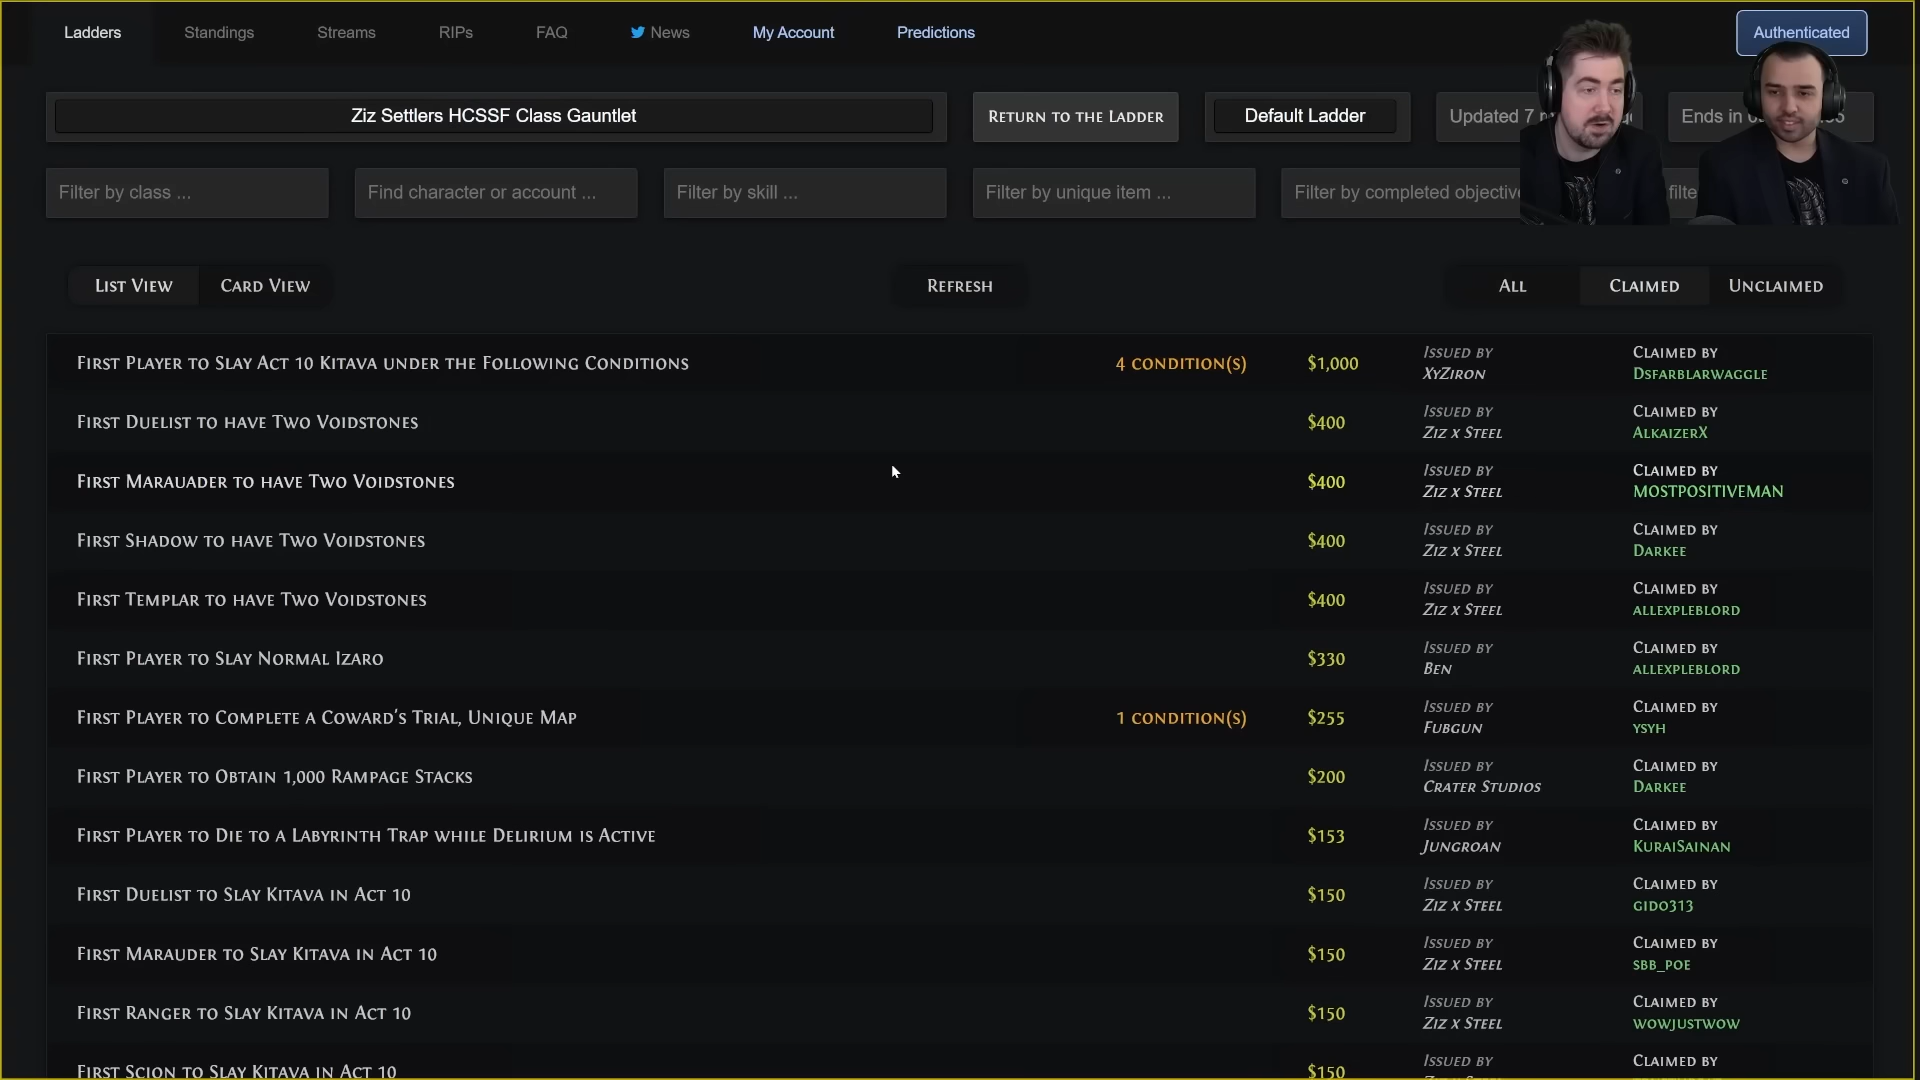 Ladders
Standings
Streams
RIPs
FAQ
News
My Account
Predictions
Authenticated
Ziz Settlers HCSSF Class Gauntlet
Return to the Ladder
Default Ladder
Updated 7
Ends in
Filter by class ...
Find character or account ...
Filter by skill ...
Filter by unique item ...
Filter by completed objective
List View
Card View
Refresh
All
Claimed
Unclaimed
First Player to Slay Act 10 Kitava under the Following Conditions
4 condition(s)
$1,000
Issued by
XyZiron
Claimed by
Dsfarblarwaggle
First Duelist to have Two Voidstones
$400
Issued by
Ziz x Steel
Claimed by
AlkaizerX
First Marauader to have Two Voidstones
$400
Issued by
Ziz x Steel
Claimed by
MOSTPOSITIVEMAN
First Shadow to have Two Voidstones
$400
Issued by
Ziz x Steel
Claimed by
Darkee
First Templar to have Two Voidstones
$400
Issued by
Ziz x Steel
Claimed by
allexpleblord
First Player to Slay Normal Izaro
$330
Issued by
Ben
Claimed by
allexpleblord
First Player to Complete a Coward's Trial, Unique Map
1 condition(s)
$255
Issued by
Fubgun
Claimed by
ysyh
First Player to Obtain 1,000 Rampage Stacks
$200
Issued by
Crater Studios
Claimed by
Darkee
First Player to Die to a Labyrinth Trap while Delirium is Active
$153
Issued by
Jungroan
Claimed by
KuraiSainan
First Duelist to Slay Kitava in Act 10
$150
Issued by
Ziz x Steel
Claimed by
gido313
First Marauder to Slay Kitava in Act 10
$150
Issued by
Ziz x Steel
Claimed by
sbb_poe
First Ranger to Slay Kitava in Act 10
$150
Issued by
Ziz x Steel
Claimed by
wowjustwow
First Scion to Slay Kitava in Act 10
$150
Issued by
Claimed by